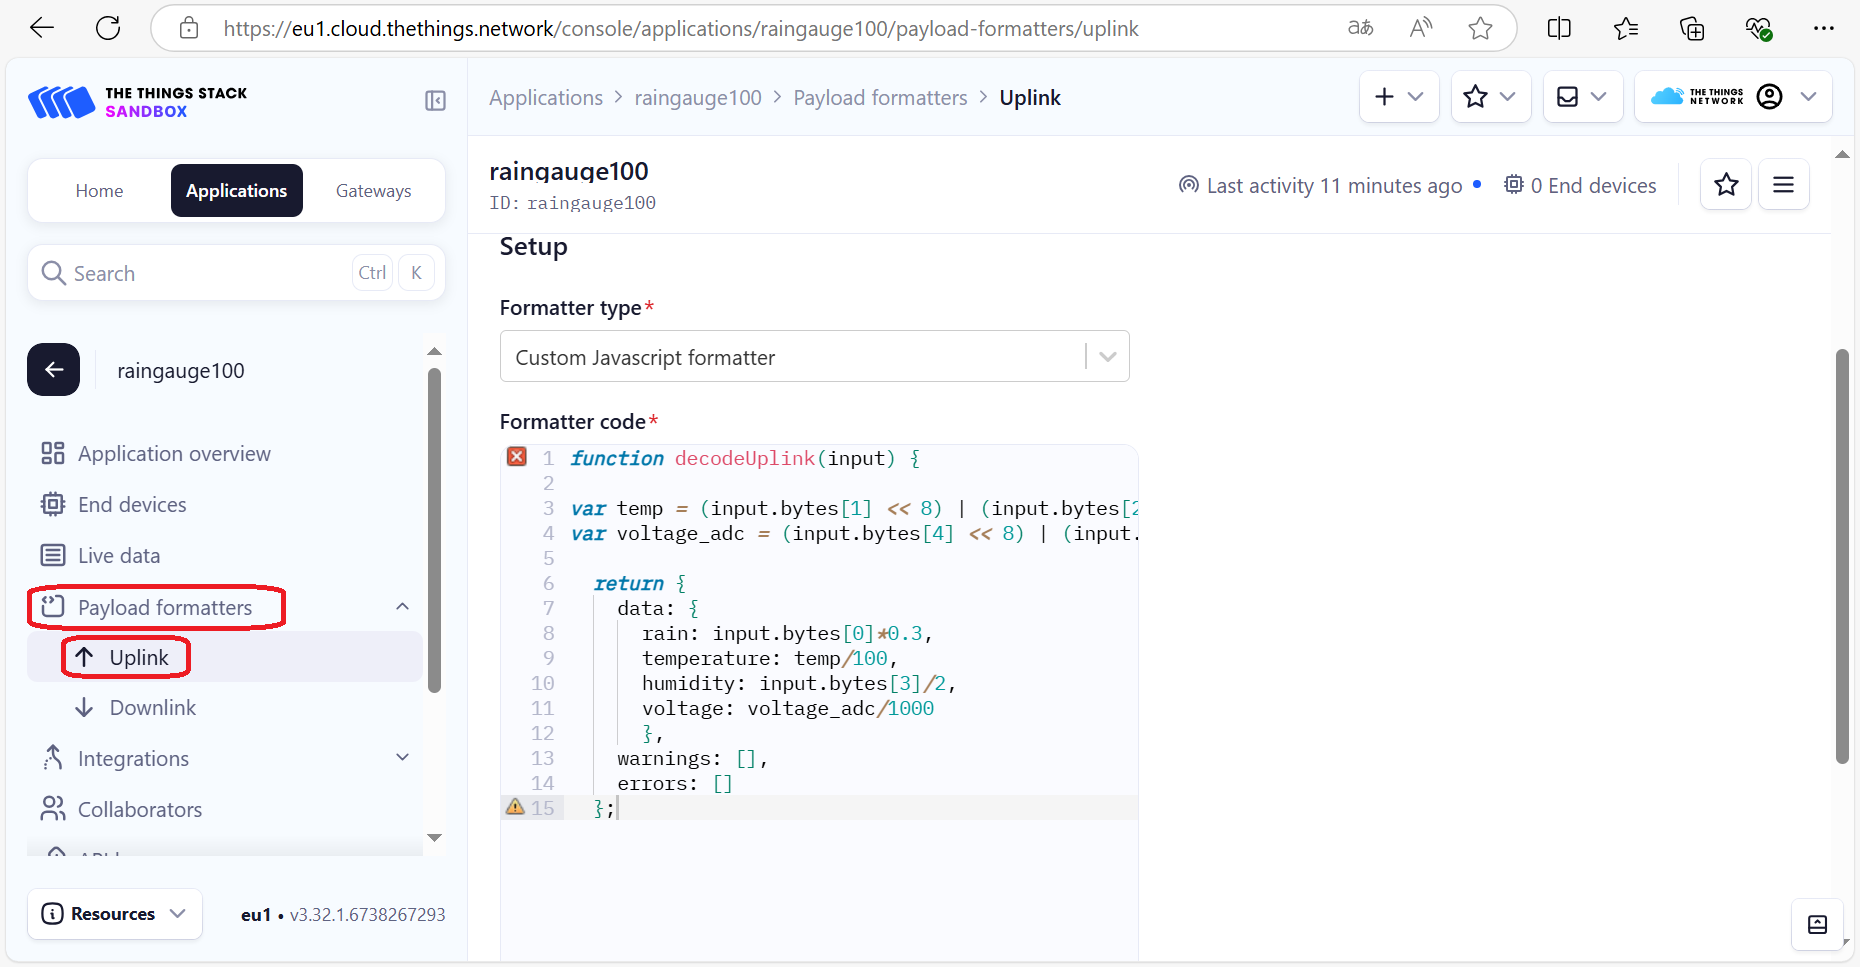 https://eu1.cloud.thethings.network/console/applications/raingauge100/payload-formatters/uplink
THE THINGS STACK
SANDBOX
Applications > raingauge100 > Payload formatters > Uplink
THE THINGS
NETWORK
Home
Applications
Gateways
Search
Ctrl
K
raingauge100
Application overview
End devices
Live data
Payload formatters
Uplink
Downlink
Integrations
Collaborators
Resources
eu1 • v3.32.1.6738267293
raingauge100
ID: raingauge100
Last activity 11 minutes ago
0 End devices
Setup
Formatter type*
Custom Javascript formatter
Formatter code*
1 function decodeUplink(input) {
2
3 var temp = (input.bytes[1] << 8) | (input.bytes[2
4 var voltage_adc = (input.bytes[4] << 8) | (input.
5
6 return {
7 data: {
8 rain: input.bytes[0]*0.3,
9 temperature: temp/100,
10 humidity: input.bytes[3]/2,
11 voltage: voltage_adc/1000
12 },
13 warnings: [],
14 errors: []
15 };